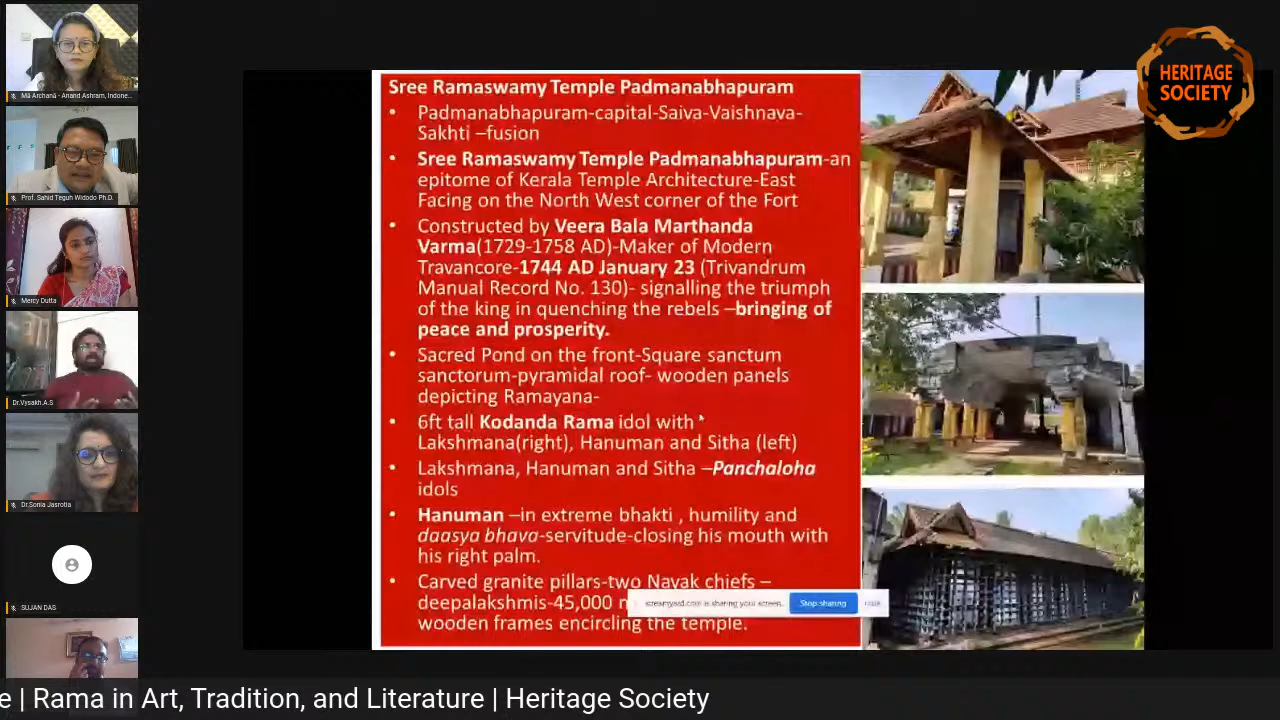 HERITAGE
SOCIETY
Mā Archanā - Anand Ashram, Indone...
Prof. Sahid Teguh Widodo Ph.D.
Mercy Dutta
Dr.Vysakh.A.S
Dr.Sonia Jasrotia
SUJAN DAS
Sree Ramaswamy Temple Padmanabhapuram
• Padmanabhapuram-capital-Saiva-Vaishnava-
Sakhti –fusion
• Sree Ramaswamy Temple Padmanabhapuram-an
epitome of Kerala Temple Architecture-East
Facing on the North West corner of the Fort
• Constructed by Veera Bala Marthanda
Varma(1729-1758 AD)-Maker of Modern
Travancore-1744 AD January 23 (Trivandrum
Manual Record No. 130)- signalling the triumph
of the king in quenching the rebels –bringing of
peace and prosperity.
• Sacred Pond on the front-Square sanctum
sanctorum-pyramidal roof- wooden panels
depicting Ramayana-
• 6ft tall Kodanda Rama idol with
Lakshmana(right), Hanuman and Sitha (left)
• Lakshmana, Hanuman and Sitha –Panchaloha
idols
• Hanuman –in extreme bhakti , humility and
daasya bhava-servitude-closing his mouth with
his right palm.
• Carved granite pillars-two Nayak chiefs –
deepalakshmis-45,000
wooden frames encircling the temple.
streamyard.com is sharing your screen.
Stop sharing
Hide
e | Rama in Art, Tradition, and Literature | Heritage Society